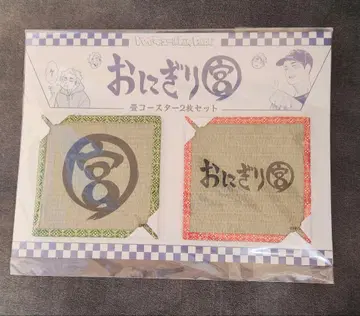 おにぎり宮
畳コースター2枚セット
宮
おにぎり宮